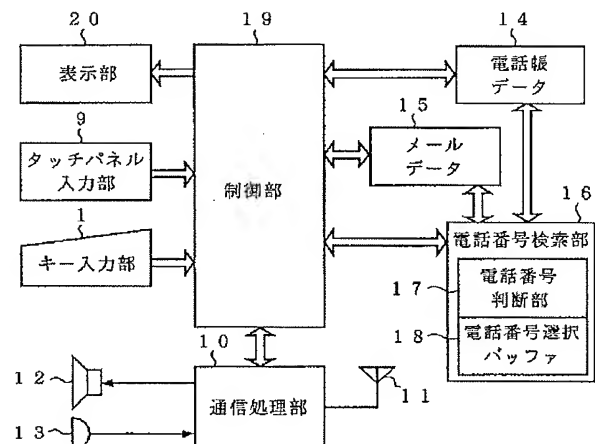 20
19
14
表示部
電話帳
データ
9
15
タッチパネル
入力部
メール
データ
制御部
1
16
キー入力部
電話番号検索部
17
電話番号
判断部
18
電話番号選択
バッファ
10
12
通信処理部
11
13